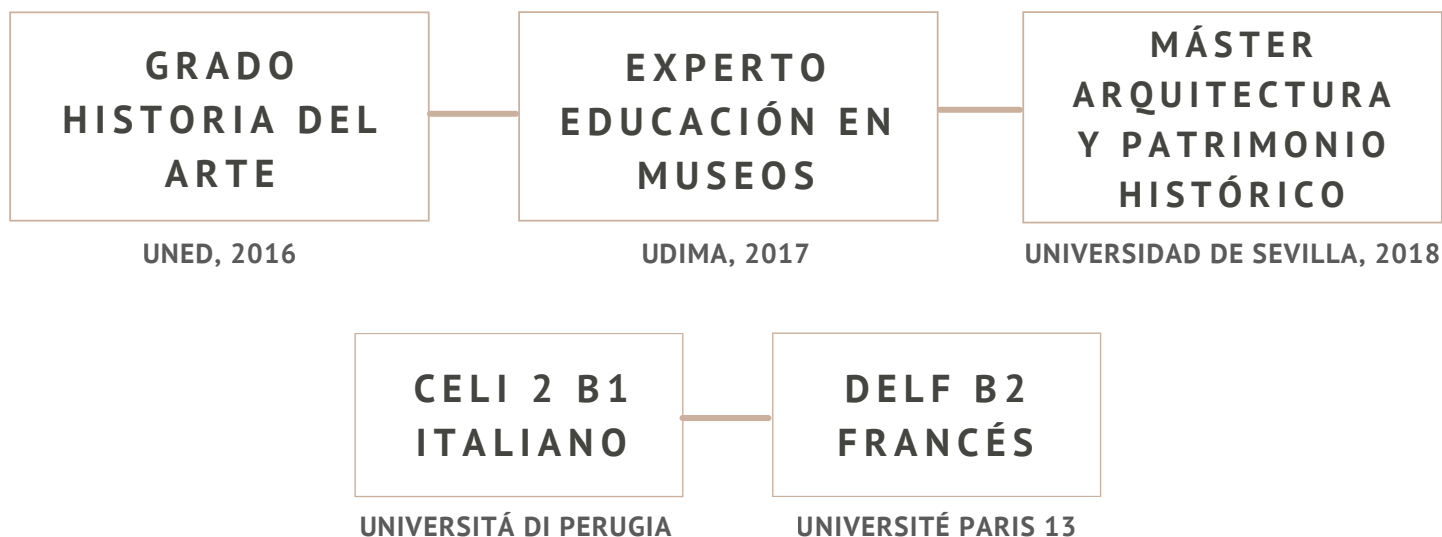 GRADO
HISTORIA DEL
ARTE
UNED, 2016
EXPERTO
EDUCACIÓN EN
MUSEOS
UDIMA, 2017
MÁSTER
ARQUITECTURA
Y PATRIMONIO
HISTÓRICO
UNIVERSIDAD DE SEVILLA, 2018
CELI 2 B1
ITALIANO
UNIVERSITÁ DI PERUGIA
DELF B2
FRANCÉS
UNIVERSITÉ PARIS 13